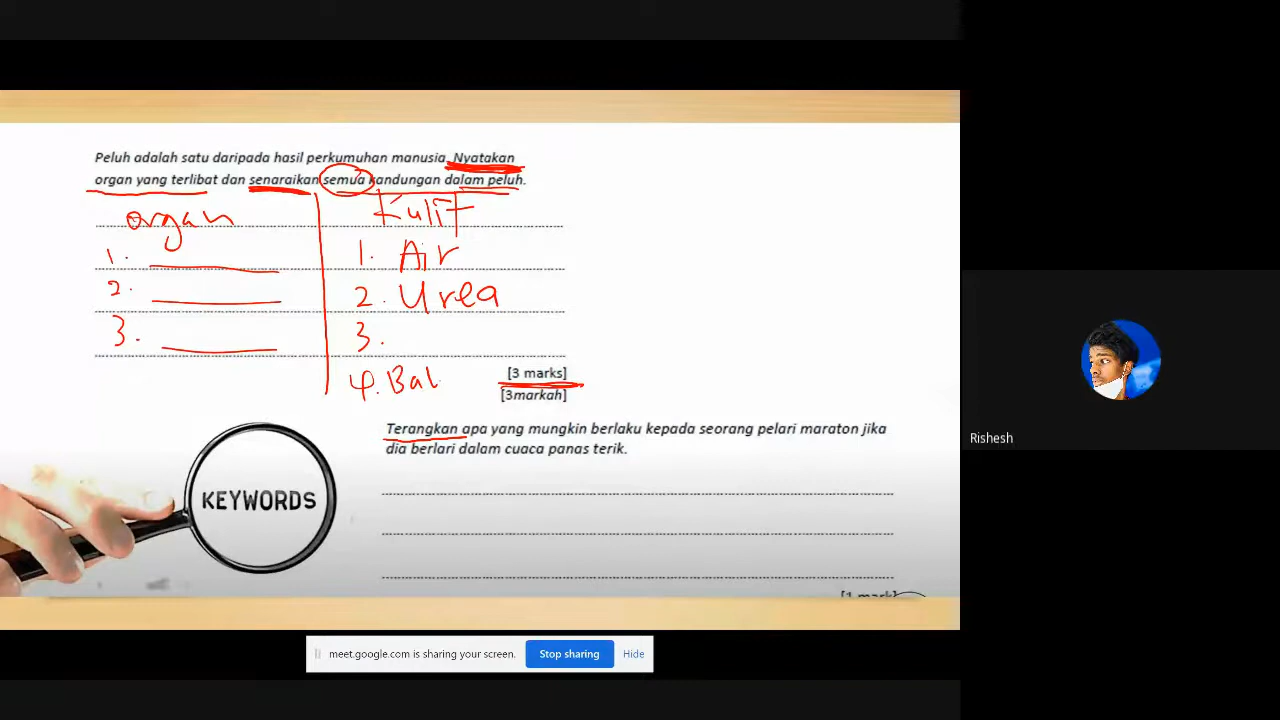 Peluh adalah satu daripada hasil perkumuhan manusia. Nyatakan
organ yang terlibat dan senaraikan semua kandungan dalam peluh.
organ
Kulit
1.
1. Air
2.
2. Urea
3.
3.
4. Bal
[3 marks]
[3markah]
Terangkan apa yang mungkin berlaku kepada seorang pelari maraton jika
dia berlari dalam cuaca panas terik.
KEYWORDS
[1 mark]
Rishesh
meet.google.com is sharing your screen.
Stop sharing
Hide